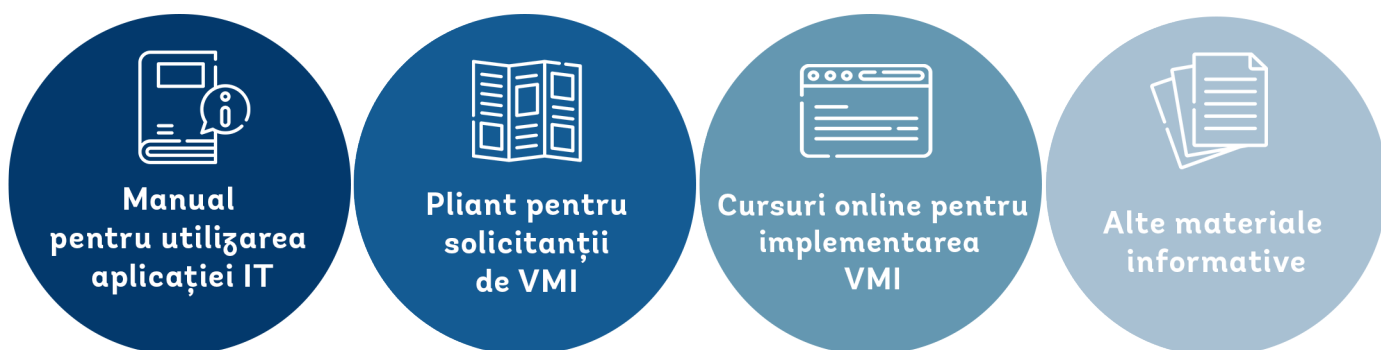 Manual
pentru utilizarea
aplicației IT
Pliant pentru
solicitanții
de VMI
Cursuri online pentru
implementarea
VMI
Alte materiale
informative